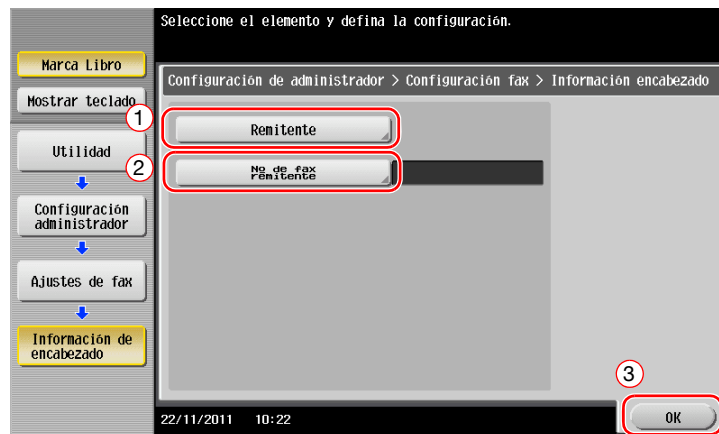 Seleccione el elemento y defina la configuración.
Marca Libro
Mostrar teclado
Configuración de administrador > Configuración fax > Información encabezado
1
Remitente
Utilidad
2
Nº de fax
remitente
Configuración
administrador
Ajustes de fax
Información de
encabezado
3
22/11/2011 10:22
OK